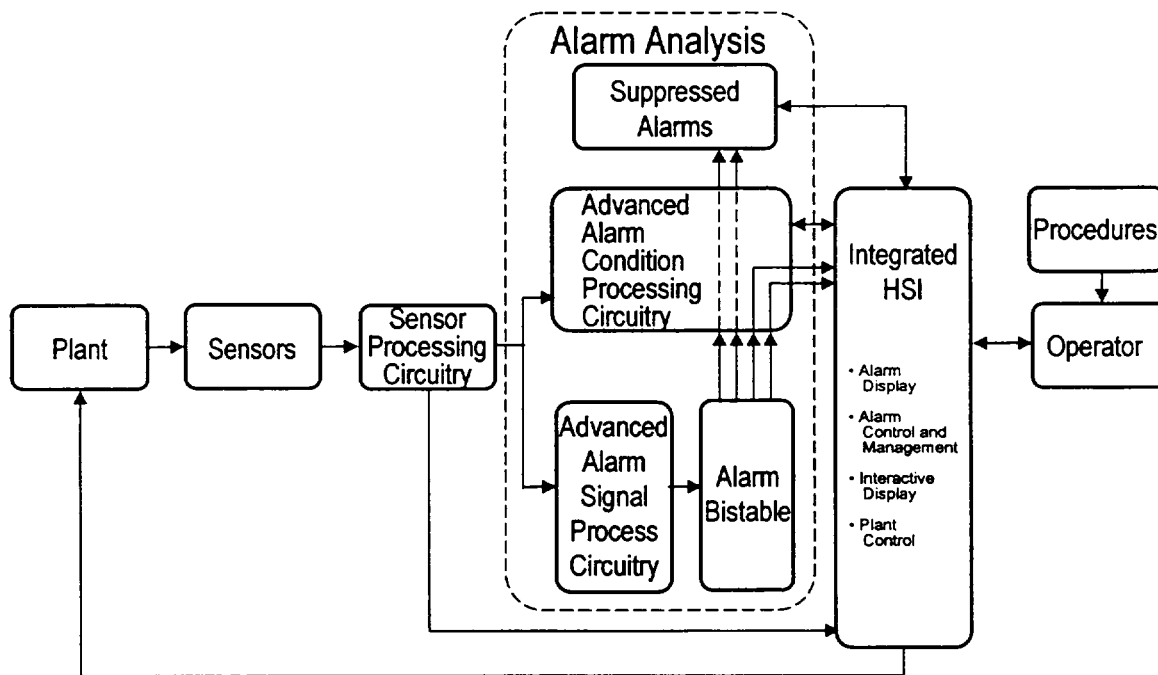 Alarm Analysis
Suppressed
Alarms
Advanced
Alarm
Condition
Processing
Circuitry
Integrated
HSI
• Alarm
Display
• Alarm
Control and
Management
• Interactive
Display
• Plant
Control
Procedures
Operator
Plant
Sensors
Sensor
Processing
Circuitry
Advanced
Alarm
Signal
Process
Circuitry
Alarm
Bistable